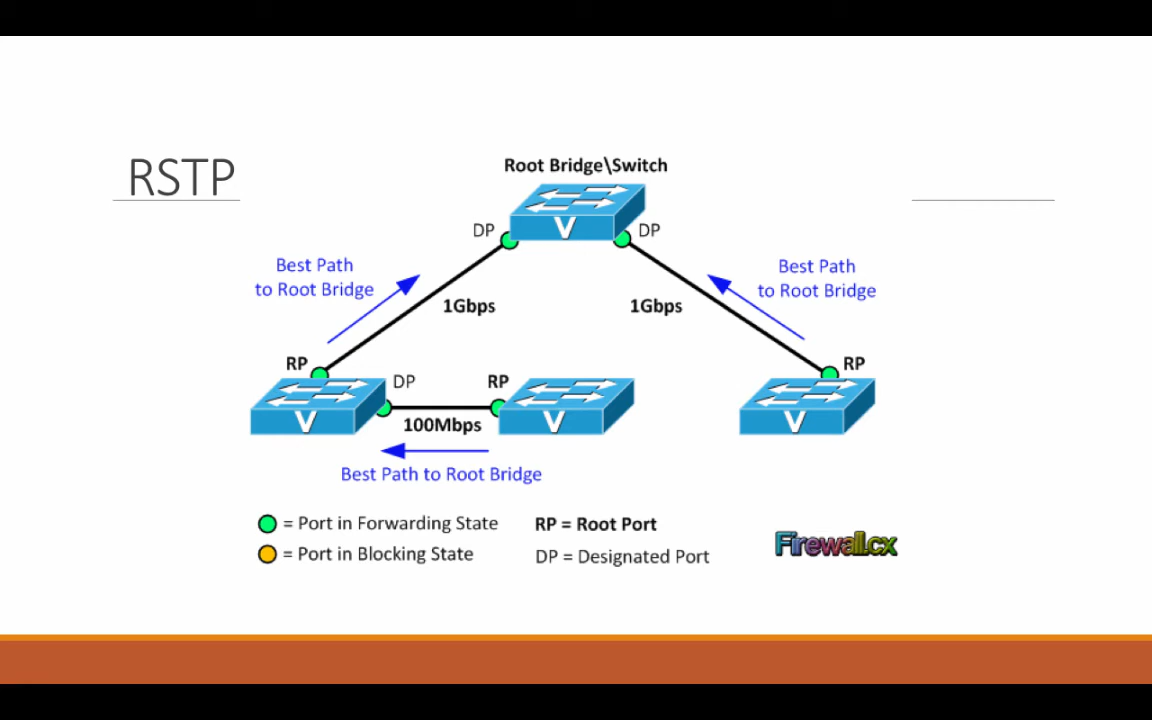 RSTP
Root Bridge\Switch
DP
DP
Best Path
to Root Bridge
Best Path
to Root Bridge
1Gbps
1Gbps
RP
RP
DP
RP
V
V
V
V
100Mbps
Best Path to Root Bridge
= Port in Forwarding State
RP = Root Port
= Port in Blocking State
DP = Designated Port
Firewall.cx